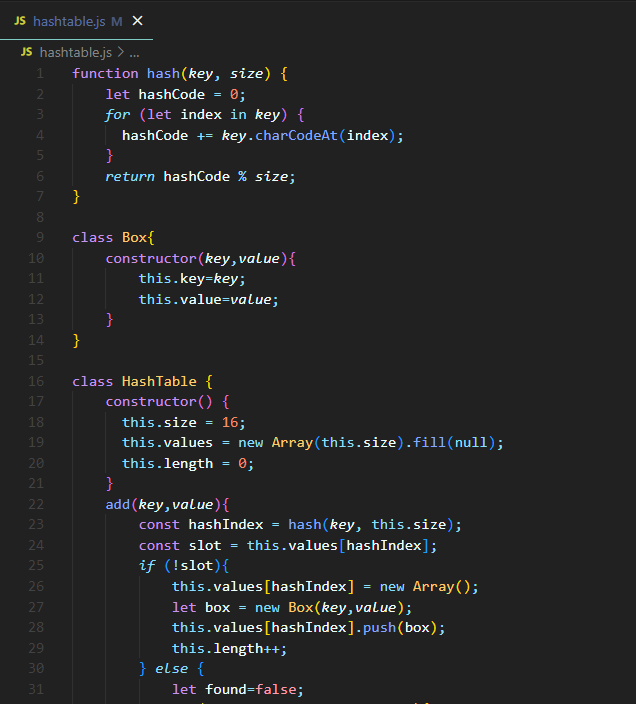 JS hashtable.js M ×
JS hashtable.js > ...
1 function hash(key, size) {
2 let hashCode = 0;
3 for (let index in key) {
4 hashCode += key.charCodeAt(index);
5 }
6 return hashCode % size;
7 }
8
9 class Box{
10 constructor(key,value){
11 this.key=key;
12 this.value=value;
13 }
14 }
15
16 class HashTable {
17 constructor() {
18 this.size = 16;
19 this.values = new Array(this.size).fill(null);
20 this.length = 0;
21 }
22 add(key,value){
23 const hashIndex = hash(key, this.size);
24 const slot = this.values[hashIndex];
25 if (!slot){
26 this.values[hashIndex] = new Array();
27 let box = new Box(key,value);
28 this.values[hashIndex].push(box);
29 this.length++;
30 } else {
31 let found=false;